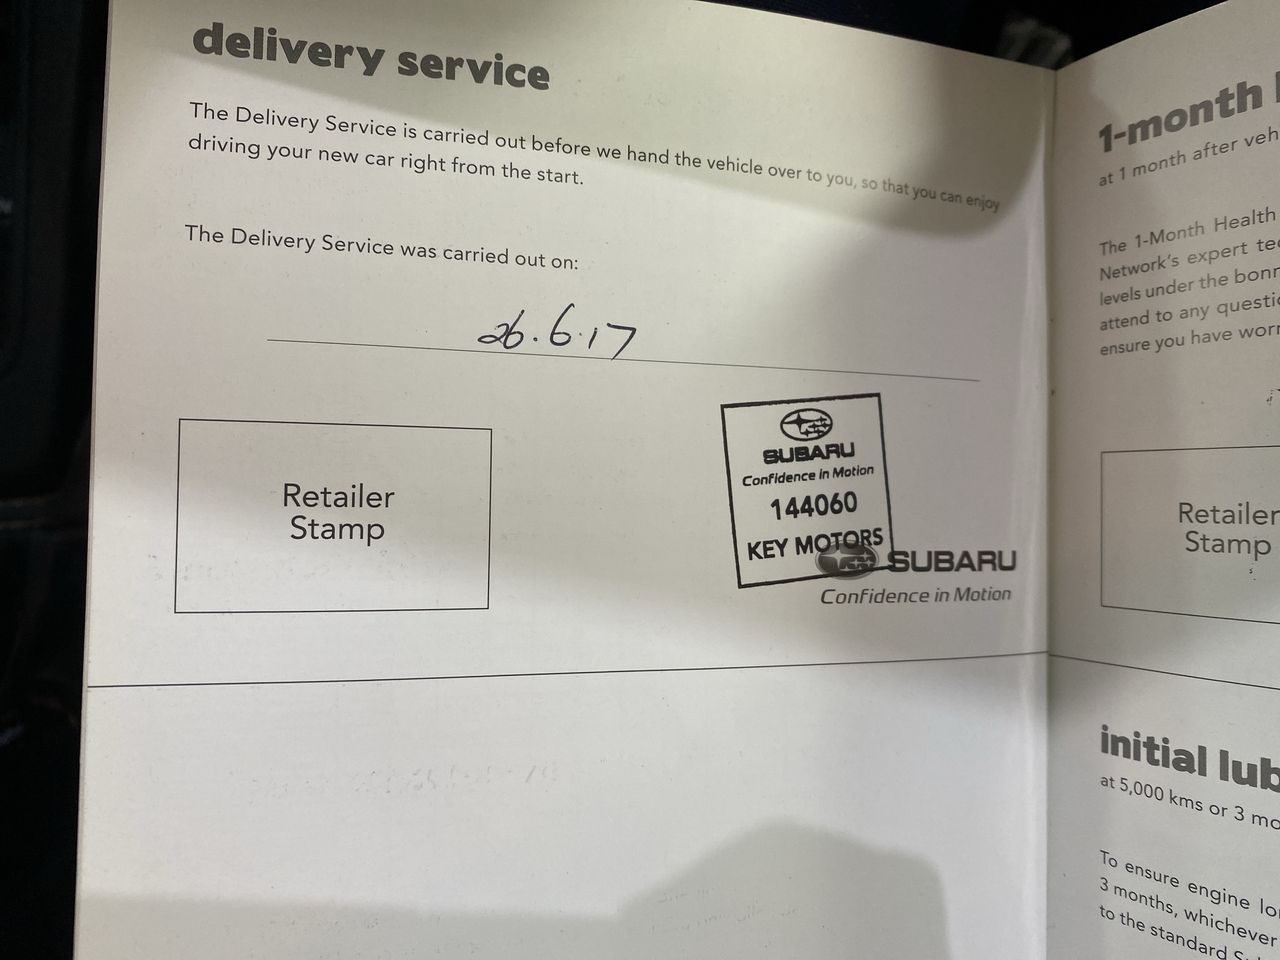 delivery service
The Delivery Service is carried out before we hand the vehicle over to you, so that you can enjoy
driving your new car right from the start.
The Delivery Service was carried out on:
26.6.17
Retailer
Stamp
SUBARU
Confidence in Motion
144060
KEY MOTORS
SUBARU
Confidence in Motion
1-month
at 1 month after veh
The 1-Month Health
Network's expert tec
levels under the bonn
attend to any questio
ensure you have worr
Retailer
Stamp
initial lub
at 5,000 kms or 3 mo
To ensure engine lo
3 months, whichever
to the standard